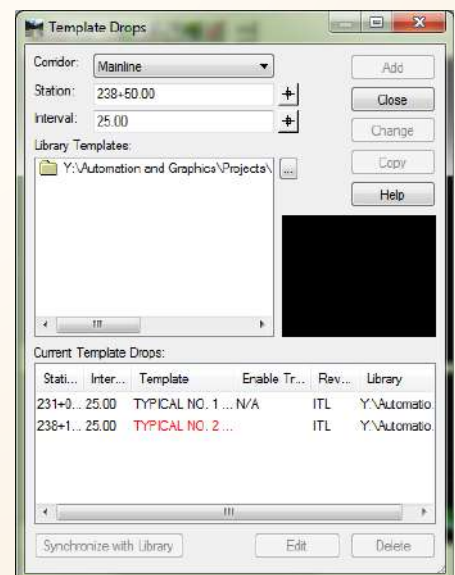 Template Drops
Corridor: Mainline
Add
Station: 238+50.00
Close
Interval: 25.00
Change
Library Templates:
Y:\Automation and Graphics\Projects\
...
Copy
Help
Current Template Drops:
Stati... Inter... Template Enable Tr... Rev... Library
231+0... 25.00 TYPICAL NO. 1 ... N/A ITL Y:\Automatio
238+1... 25.00 TYPICAL NO. 2 ... ITL Y:\Automatio
Synchronize with Library Edit Delete